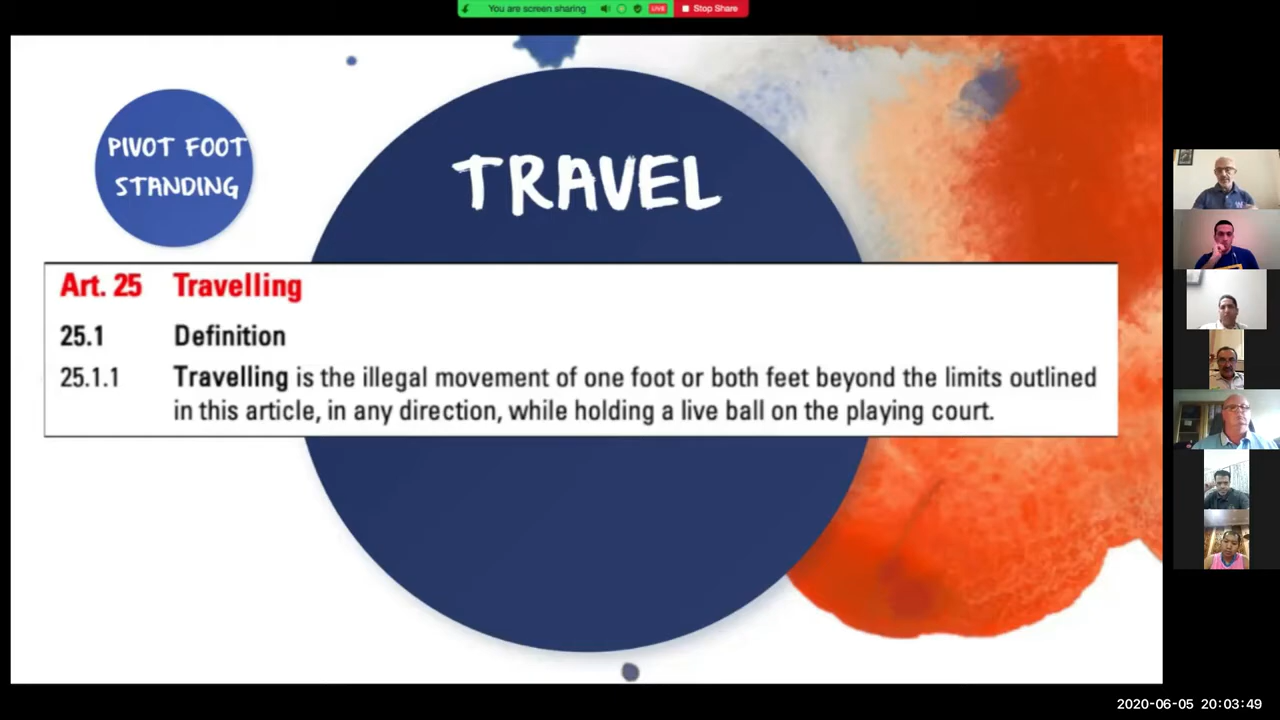 You are screen sharing
LIVE
Stop Share
PIVOT FOOT
STANDING
TRAVEL
Art. 25 Travelling
25.1 Definition
25.1.1 Travelling is the illegal movement of one foot or both feet beyond the limits outlined
in this article, in any direction, while holding a live ball on the playing court.
2020-06-05 20:03:49